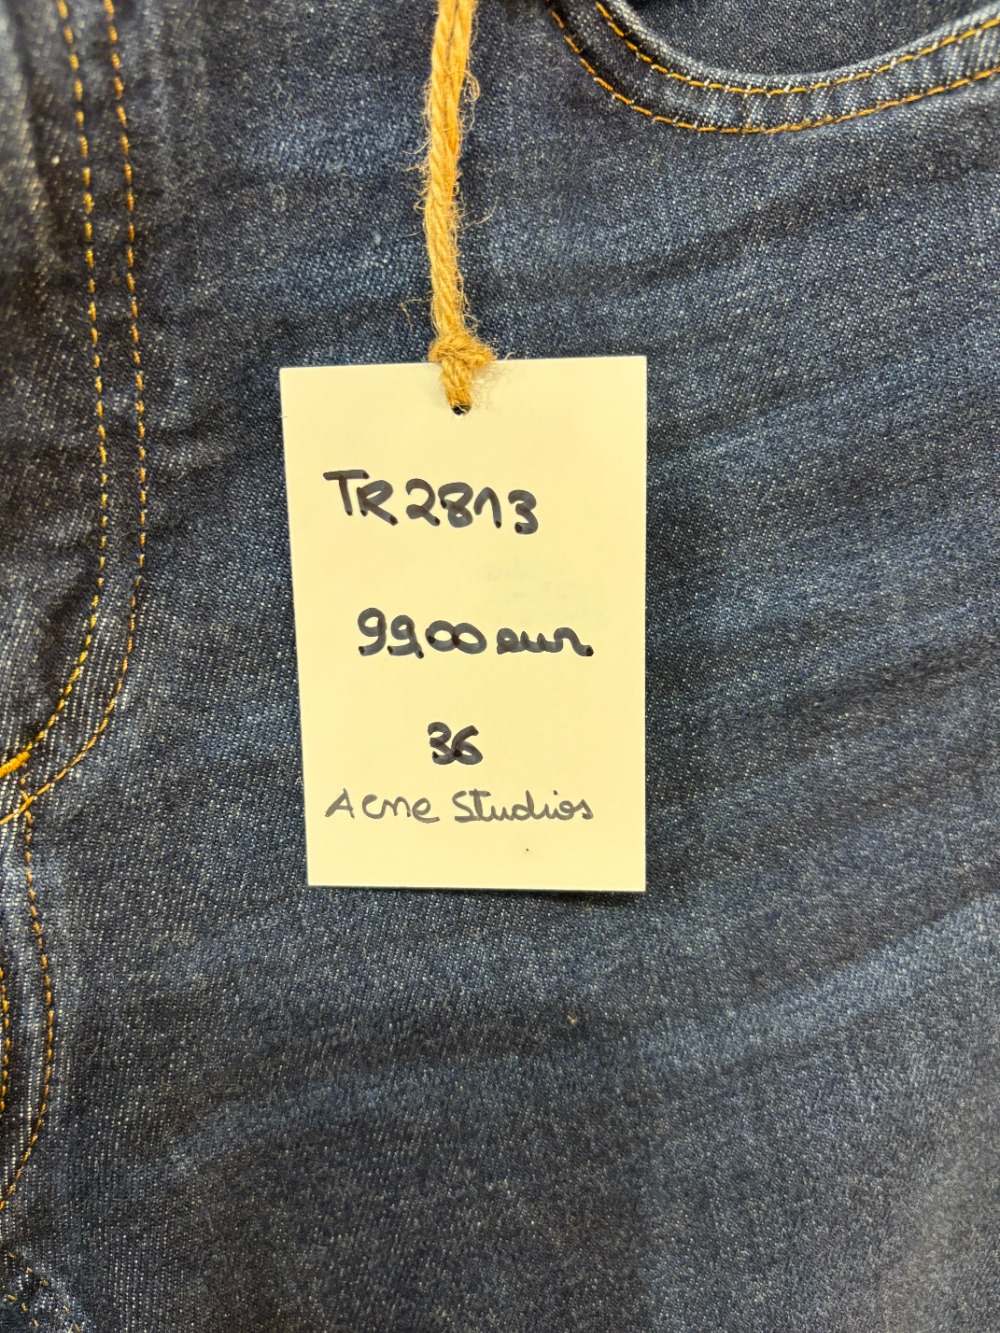 TR2813
99,00 eur
36
Acne Studios